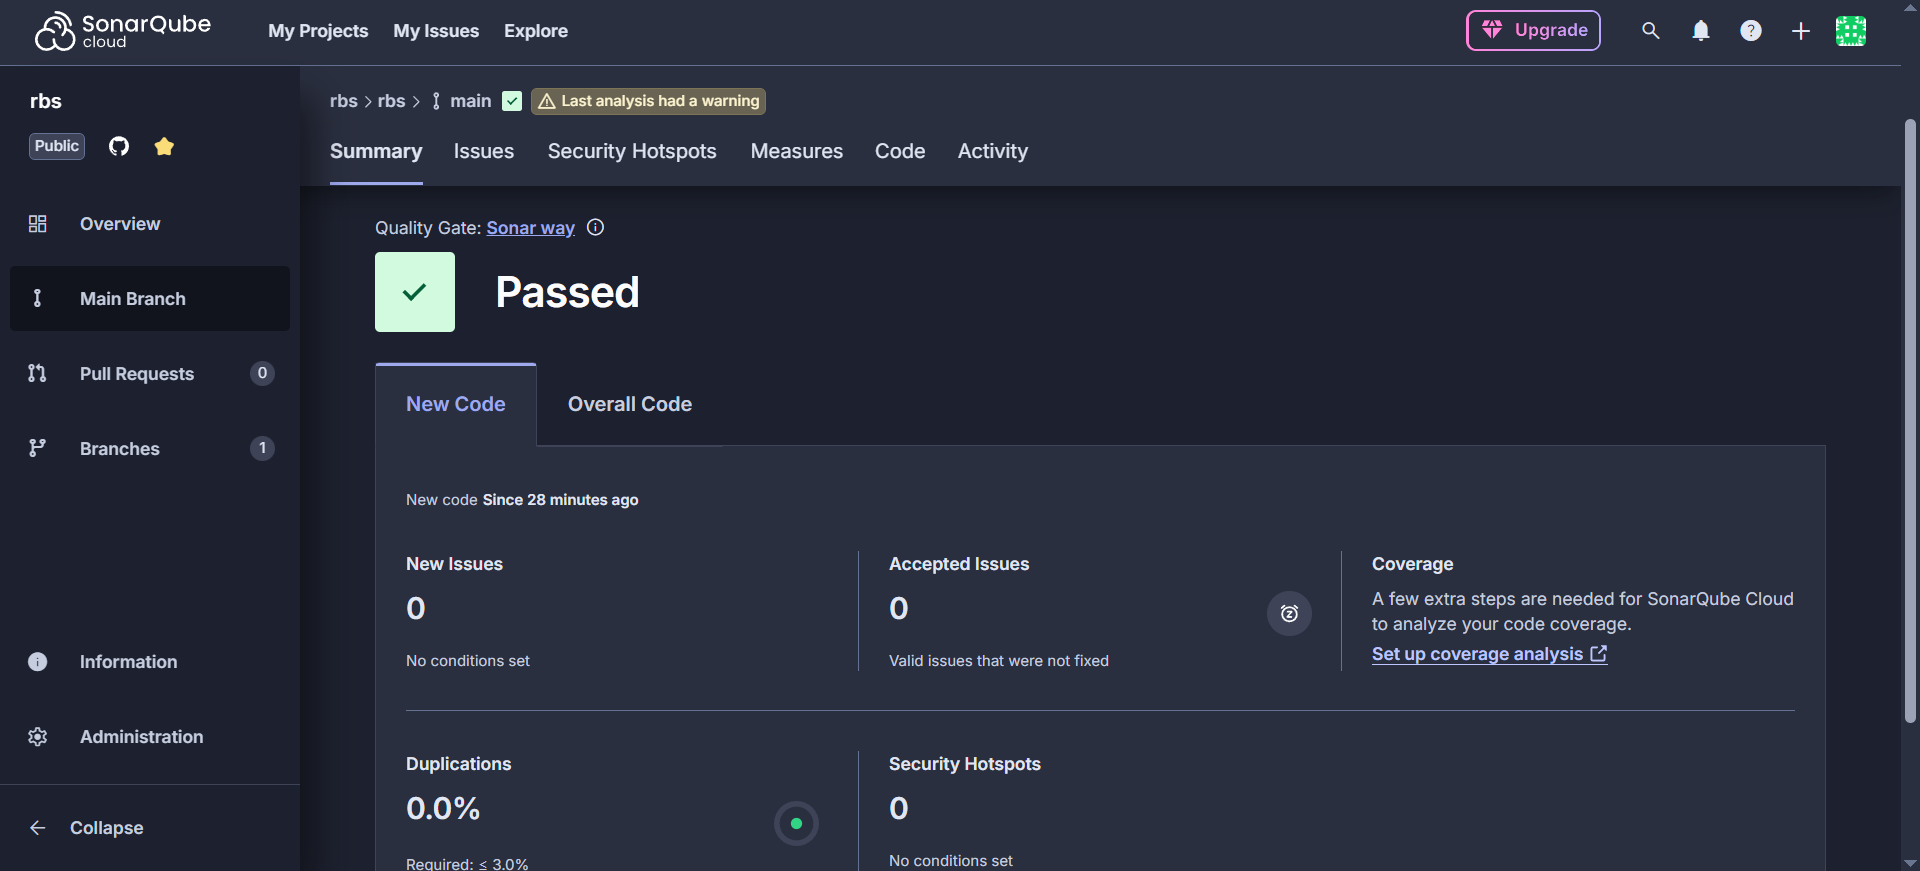 SonarQube
cloud
My Projects
My Issues
Explore
Upgrade
rbs
Public
Overview
Main Branch
Pull Requests
0
Branches
1
Information
Administration
Collapse
rbs > rbs > main
Last analysis had a warning
Summary
Issues
Security Hotspots
Measures
Code
Activity
Quality Gate: Sonar way
Passed
New Code
Overall Code
New code Since 28 minutes ago
New Issues
0
No conditions set
Accepted Issues
0
Valid issues that were not fixed
Coverage
A few extra steps are needed for SonarQube Cloud
to analyze your code coverage.
Set up coverage analysis
Duplications
0.0%
Required: ≤ 3.0%
Security Hotspots
0
No conditions set